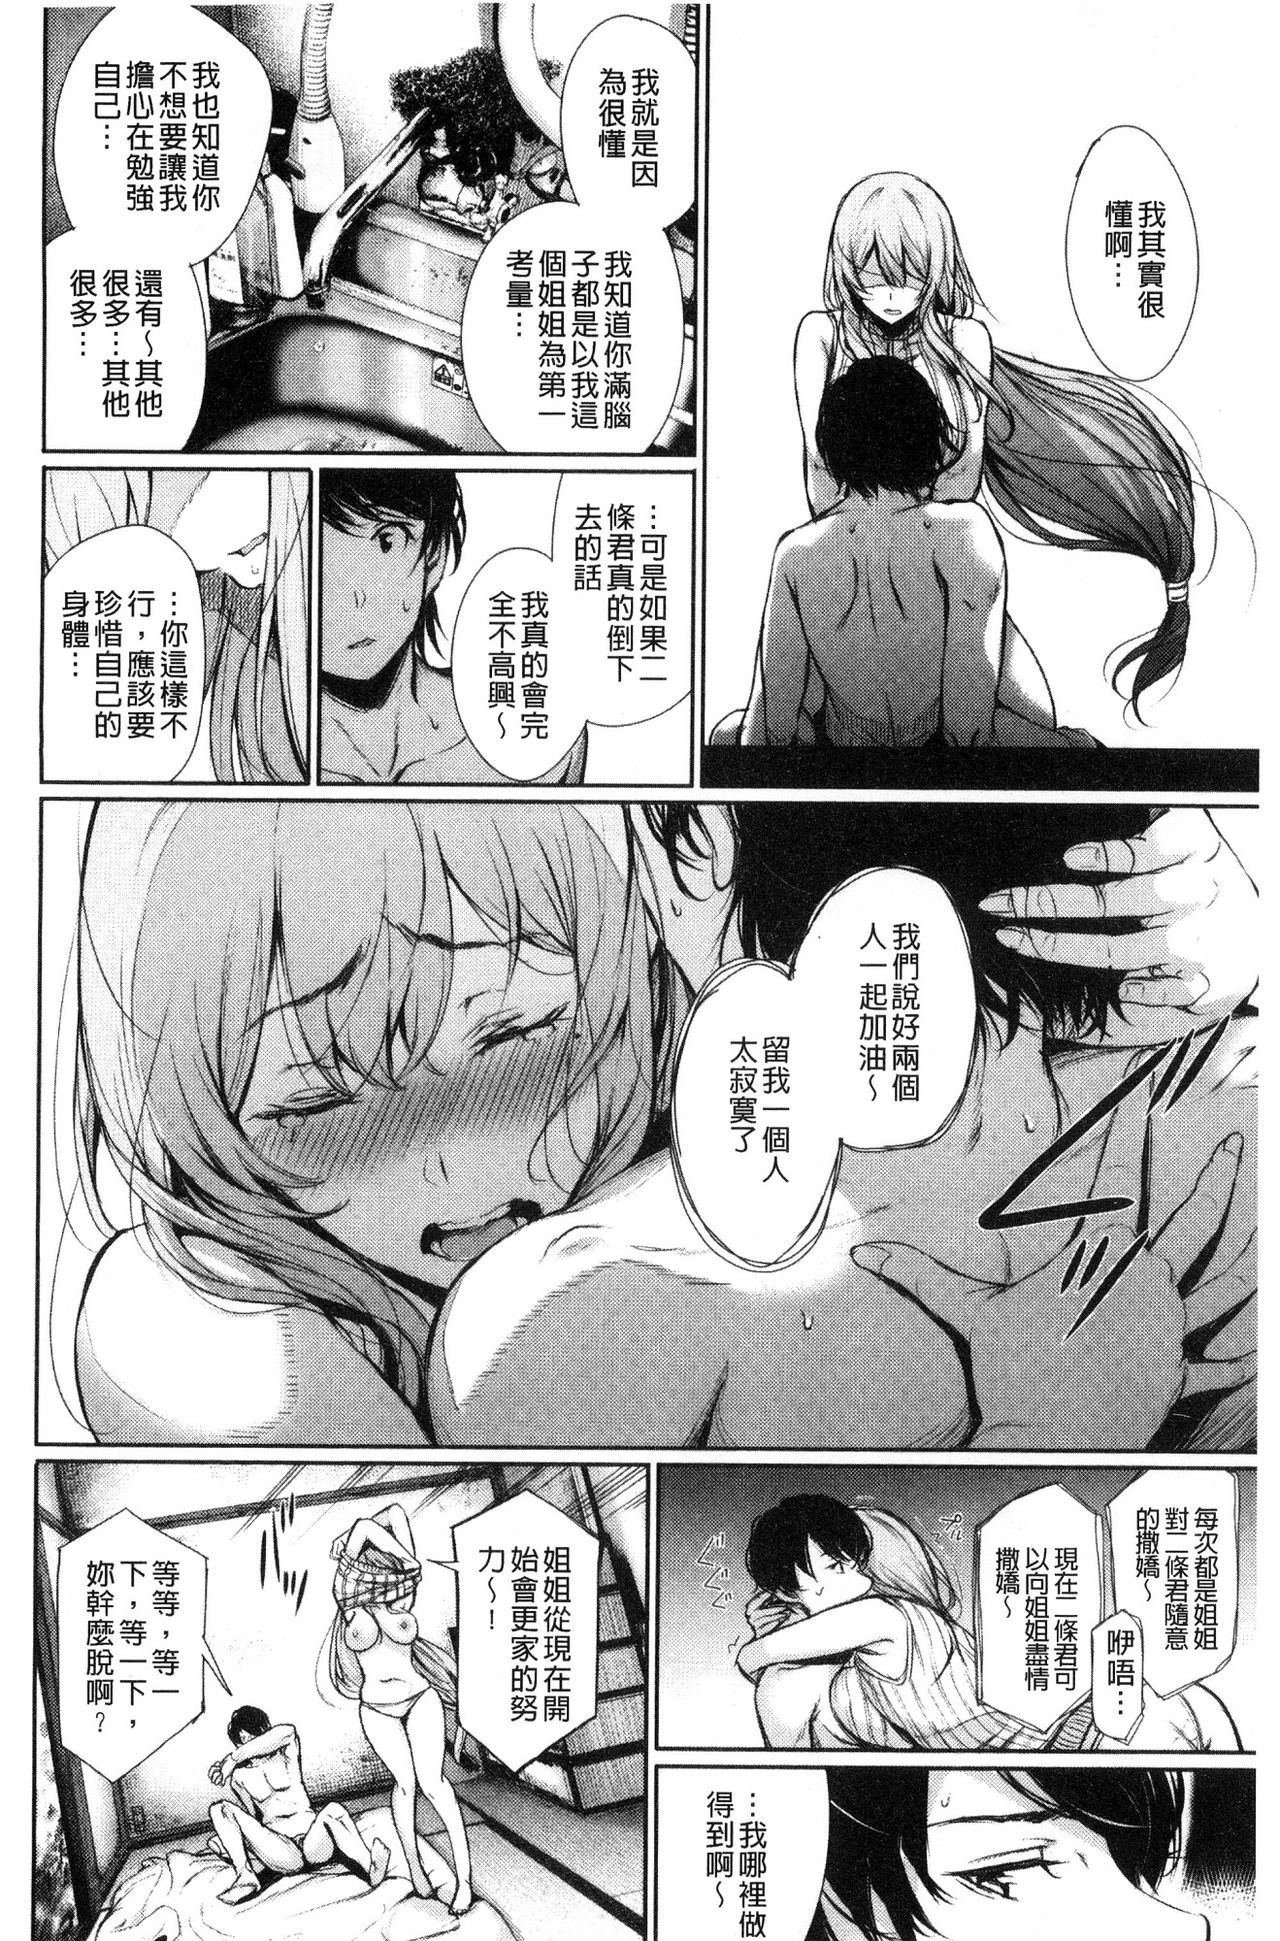 我其實很
懂啊…
我就是因
為很懂
我知道你滿腦
子都是以我這
個姐姐為第一
考量…
我也知道你
不想要讓我
擔心在勉強
自己…
還有～其他
很多…其他
很多…
…可是如果二
條君真的倒下
去的話
我真的會完
全不高興～
…你這樣不
行，應該要
珍惜自己的
身體…
我們說好兩個
人一起加油～
留我一個人
太寂寞了
每次都是姐姐
對二條君隨意
的撒嬌～
咿唔…
現在二條君可
以向姐姐盡情
撒嬌～
プル
プル
…我哪裡做
得到啊～
姐姐從現在開
始會更家的努
力～！
等等，等一
下，等一下，
妳幹麼脫啊？